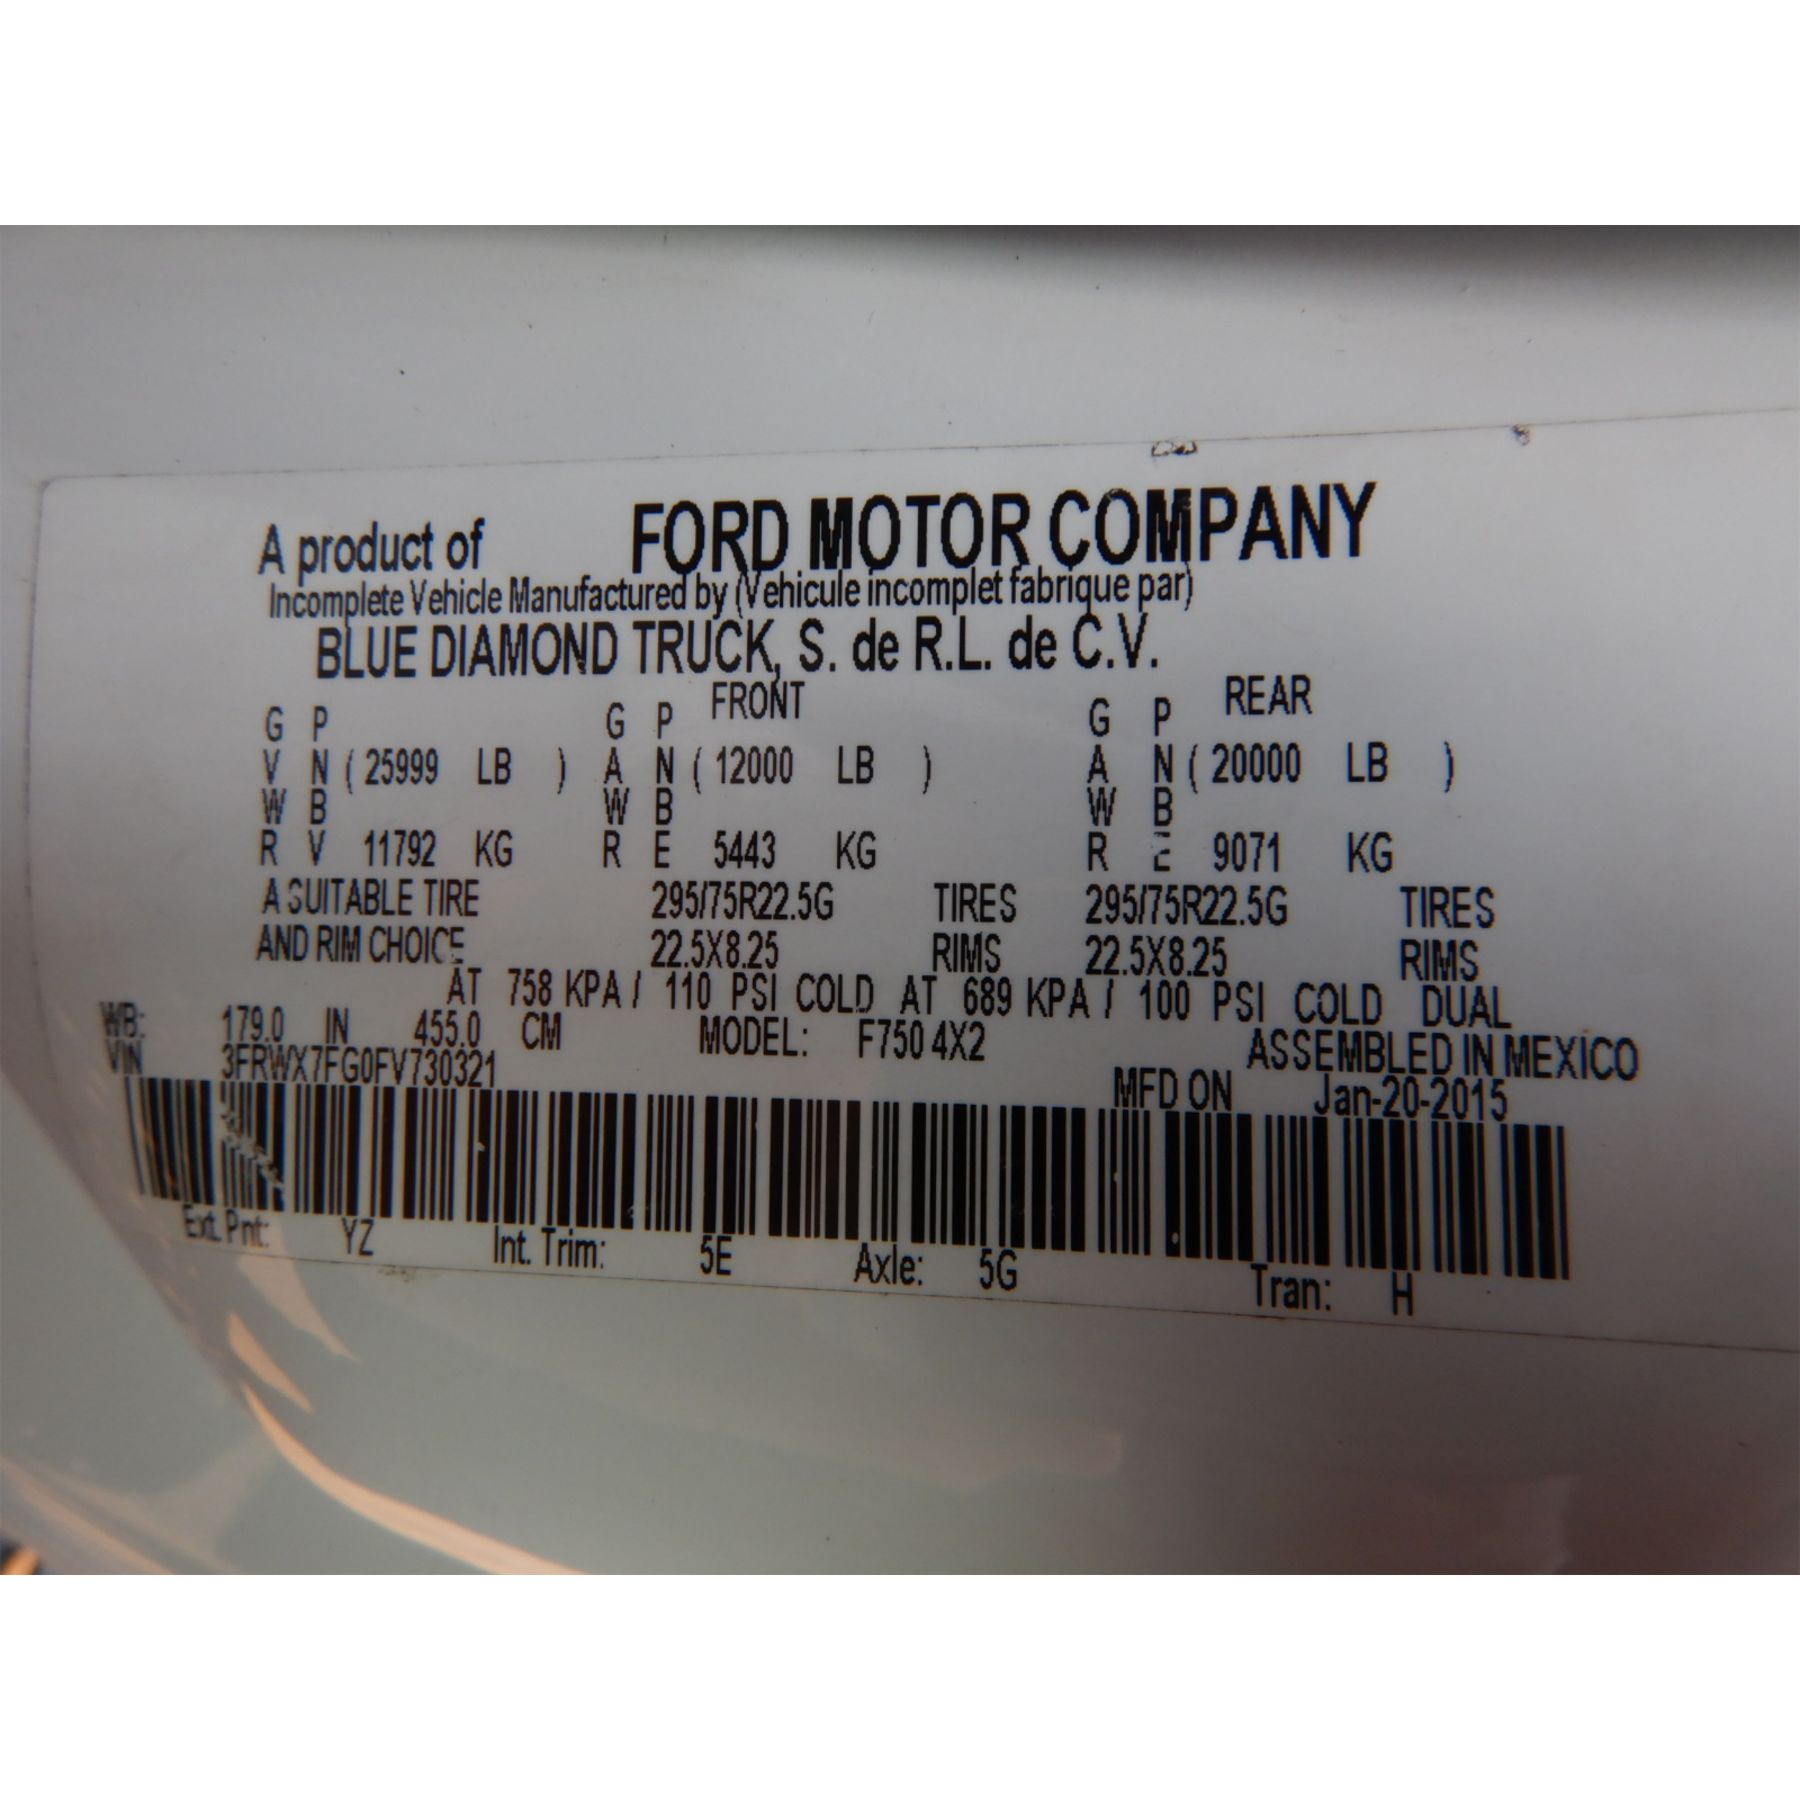 A product of FORD MOTOR COMPANY
Incomplete Vehicle Manufactured by (Vehicule incomplet fabrique par)
BLUE DIAMOND TRUCK, S. de R.L. de C.V.
G P G P FRONT G P REAR
V N ( 25999 LB ) A N ( 12000 LB ) A N ( 20000 LB )
W B W B W B
R V 11792 KG R E 5443 KG R E 9071 KG
A SUITABLE TIRE 295/75R22.5G TIRES 295/75R22.5G TIRES
AND RIM CHOICE 22.5X8.25 RIMS 22.5X8.25 RIMS
AT 758 KPA / 110 PSI COLD AT 689 KPA / 100 PSI COLD DUAL
WB: 179.0 IN 455.0 CM MODEL: F750 4X2 ASSEMBLED IN MEXICO
VIN 3FRWX7FG0FV730321 MFD ON Jan-20-2015
Ext. Pnt: YZ Int. Trim: 5E Axle: 5G Tran: H